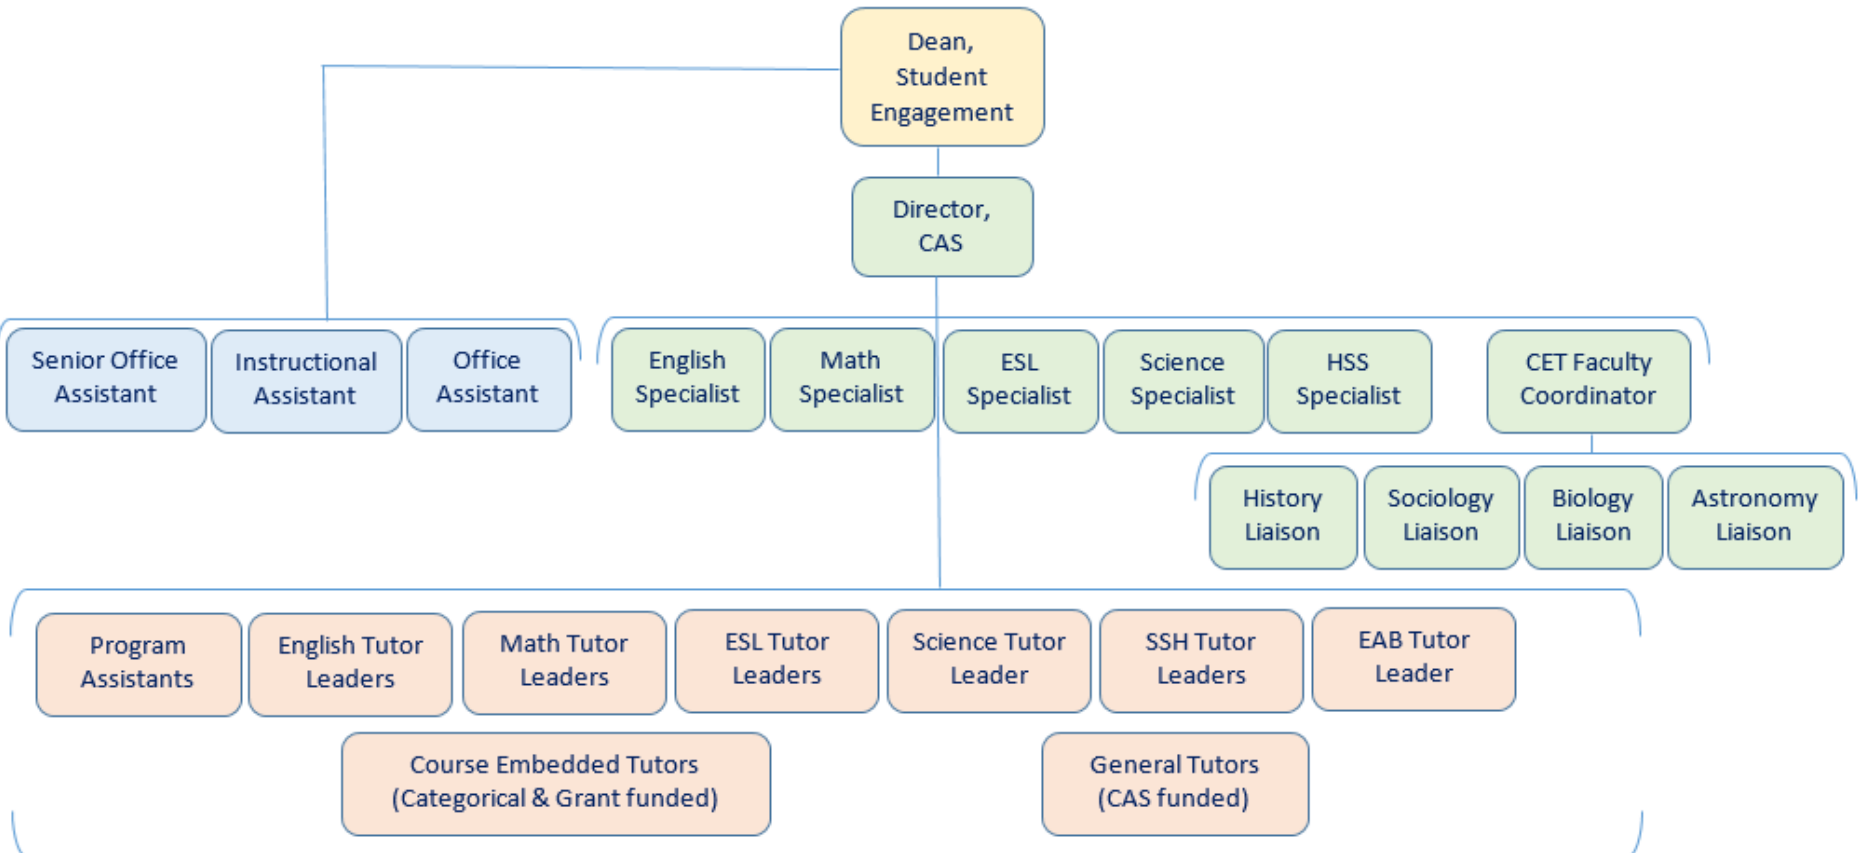 Dean,
Student
Engagement
Director,
CAS
Senior Office
Assistant
Instructional
Assistant
Office
Assistant
English
Specialist
Math
Specialist
ESL
Specialist
Science
Specialist
HSS
Specialist
CET Faculty
Coordinator
History
Liaison
Sociology
Liaison
Biology
Liaison
Astronomy
Liaison
Program
Assistants
English Tutor
Leaders
Math Tutor
Leaders
ESL Tutor
Leaders
Science Tutor
Leader
SSH Tutor
Leaders
EAB Tutor
Leader
Course Embedded Tutors
(Categorical & Grant funded)
General Tutors
(CAS funded)